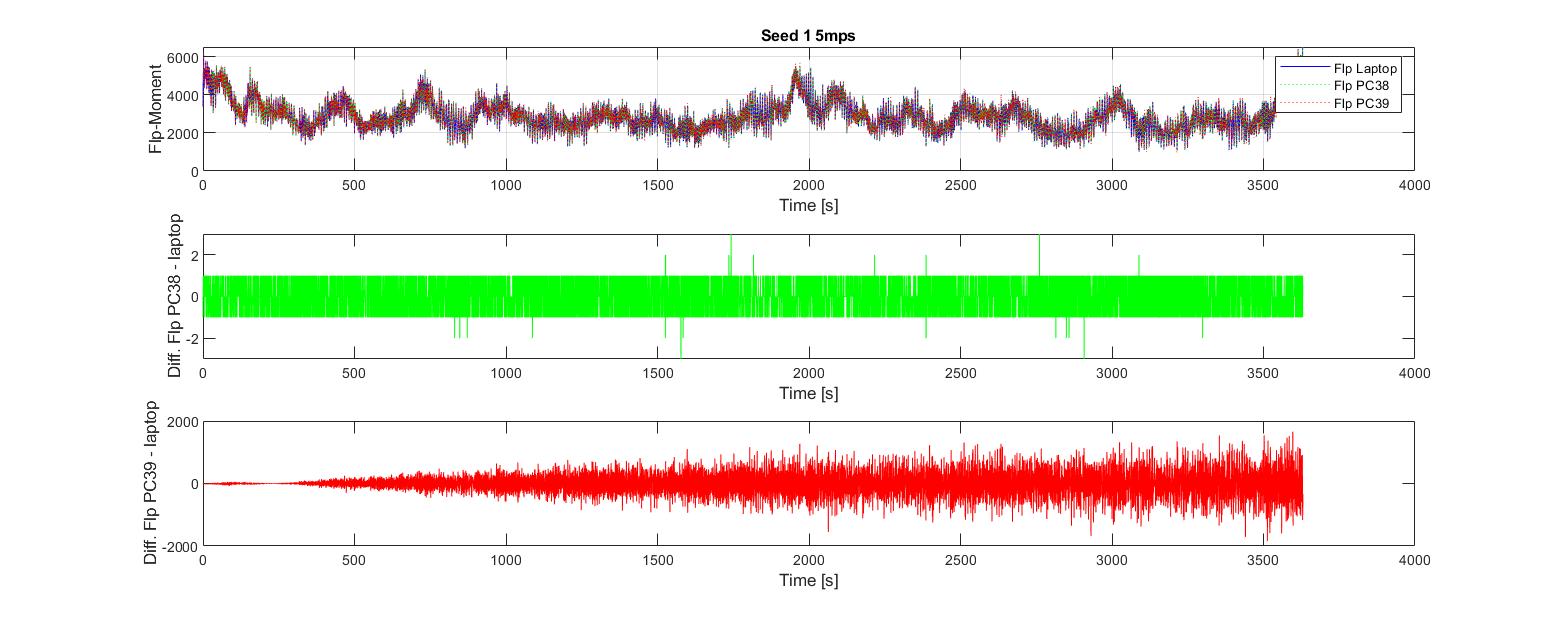 Seed 1 5mps
6000
4000
2000
0
Flp-Moment
Flp Laptop
Flp PC38
Flp PC39
0 500 1000 1500 2000 2500 3000 3500 4000
Time [s]
2
0
-2
Diff. Flp PC38 - laptop
0 500 1000 1500 2000 2500 3000 3500 4000
Time [s]
2000
0
-2000
Diff. Flp PC39 - laptop
0 500 1000 1500 2000 2500 3000 3500 4000
Time [s]